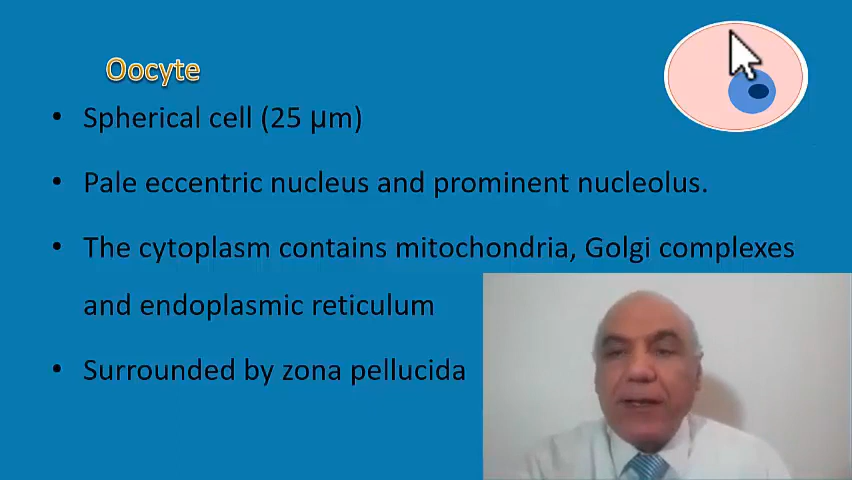 Oocyte
• Spherical cell (25 µm)
• Pale eccentric nucleus and prominent nucleolus.
• The cytoplasm contains mitochondria, Golgi complexes
and endoplasmic reticulum
• Surrounded by zona pellucida